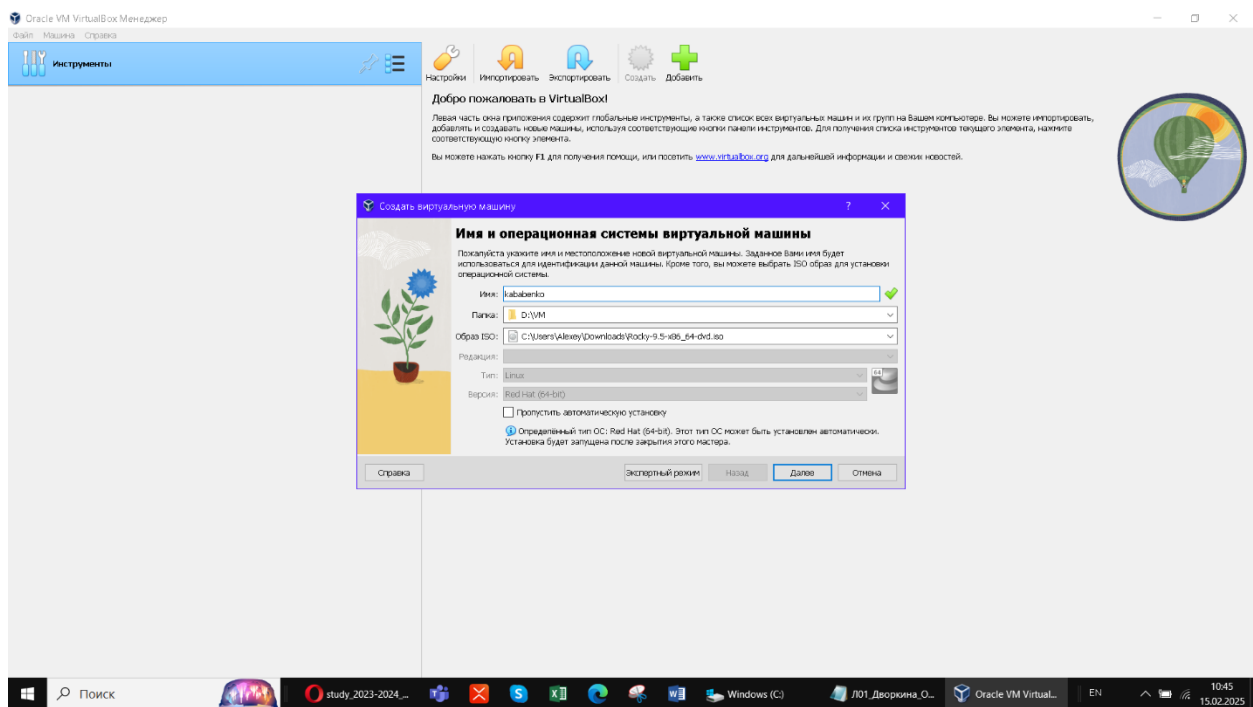 Oracle VM VirtualBox Менеджер
Файл Машина Справка
Инструменты
Настройки Импортировать Экспортировать Создать Добавить
Добро пожаловать в VirtualBox!
Левая часть окна приложения содержит глобальные инструменты, а также список всех виртуальных машин и их групп на Вашем компьютере. Вы можете импортировать,
добавлять и создавать новые машины, используя соответствующие кнопки панели инструментов. Для получения списка инструментов текущего элемента, нажмите
соответствующую кнопку элемента.
Вы можете нажать кнопку F1 для получения помощи, или посетить www.virtualbox.org для дальнейшей информации и свежих новостей.
Создать виртуальную машину ?
Имя и операционная системы виртуальной машины
Пожалуйста укажите имя и местоположение новой виртуальной машины. Заданное Вами имя будет
использоваться для идентификации данной машины. Кроме того, вы можете выбрать ISO образ для установки
операционной системы.
Имя: kababenko
Папка: D:\VM
Образ ISO: C:\Users\Alexey\Downloads\Rocky-9.5-x86_64-dvd.iso
Редакция:
Тип: Linux
64
Версия: Red Hat (64-bit)
Пропустить автоматическую установку
Определённый тип ОС: Red Hat (64-bit). Этот тип ОС может быть установлен автоматически.
Установка будет запущена после закрытия этого мастера.
Справка Экспертный режим Назад Далее Отмена
Поиск study_2023-2024_... Windows (C:) Л01_Дворкина_О... Oracle VM Virtual... EN 10:45
15.02.2025